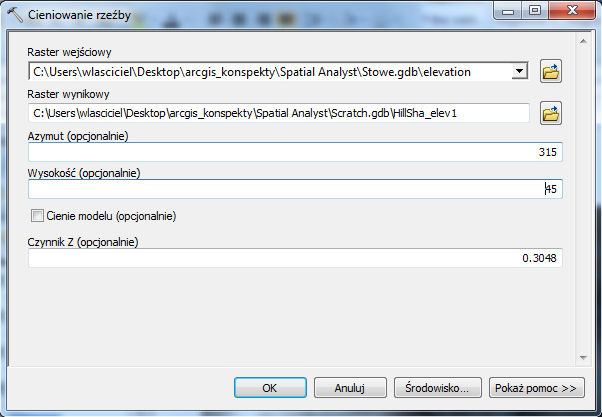 Cieniowanie rzeźby
Raster wejściowy
C:\Users\wlasciciel\Desktop\arcgis_konspekty\Spatial Analyst\Stowe.gdb\elevation
Raster wynikowy
C:\Users\wlasciciel\Desktop\arcgis_konspekty\Spatial Analyst\Scratch.gdb\HillSha_elev1
Azymut (opcjonalnie)
315
Wysokość (opcjonalnie)
45
Cienie modelu (opcjonalnie)
Czynnik Z (opcjonalnie)
0.3048
OK Anuluj Środowisko... Pokaż pomoc >>